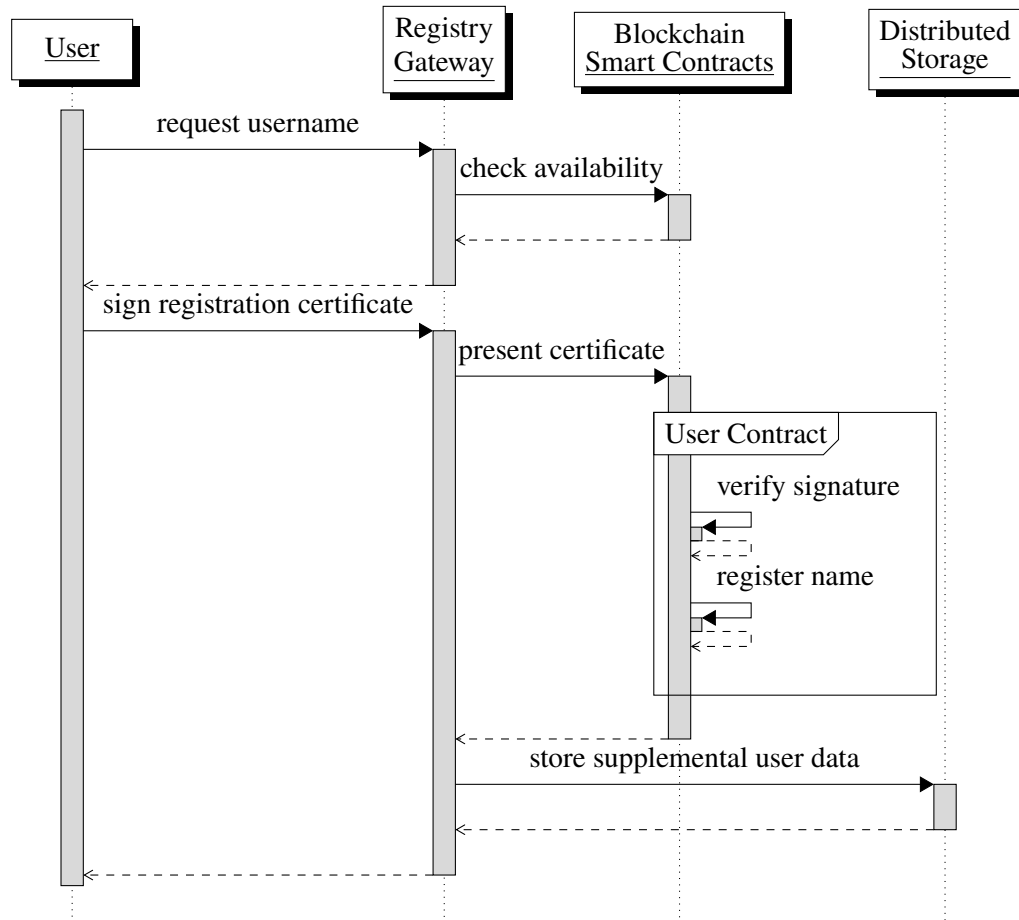 User
Registry
Gateway
Blockchain
Smart Contracts
Distributed
Storage
request username
check availability
sign registration certificate
present certificate
User Contract
verify signature
register name
store supplemental user data